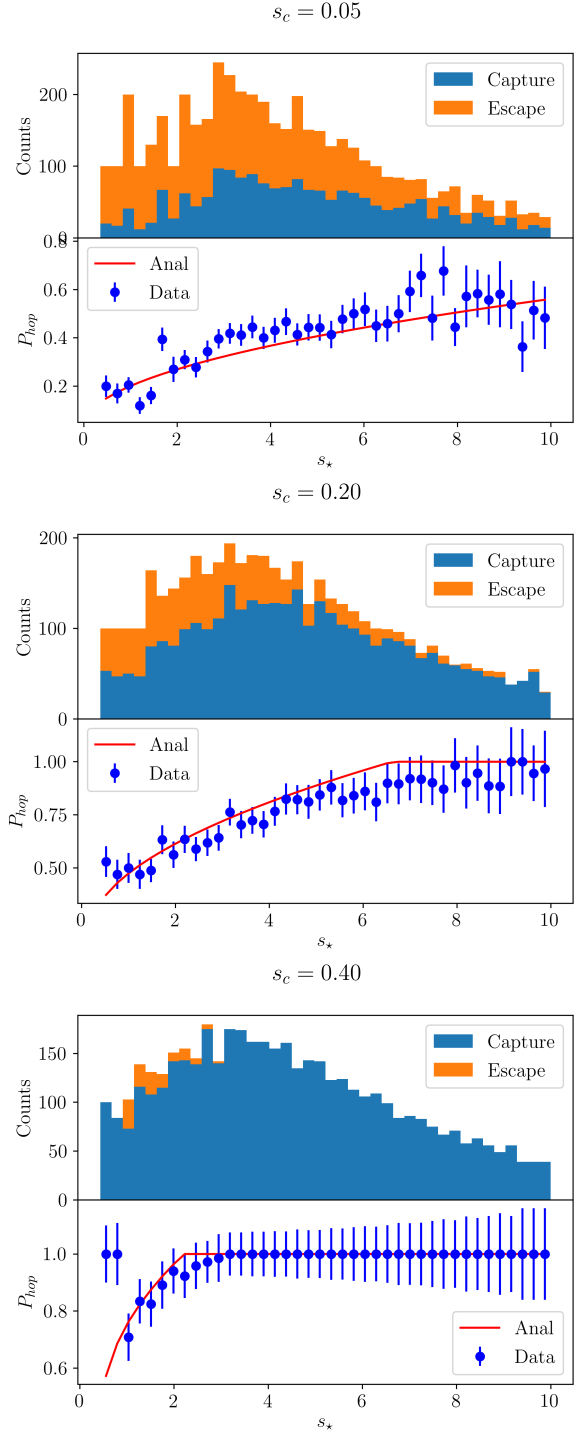 s_c = 0.05
Capture
Escape
200
100
0
Counts
Anal
Data
0.8
0.6
0.4
0.2
P_hop
0 2 4 6 8 10
s⋆
s_c = 0.20
Capture
Escape
200
100
0
Counts
Anal
Data
1.00
0.75
0.50
P_hop
0 2 4 6 8 10
s⋆
s_c = 0.40
Capture
Escape
150
100
50
0
Counts
1.0
0.8
0.6
P_hop
Anal
Data
0 2 4 6 8 10
s⋆